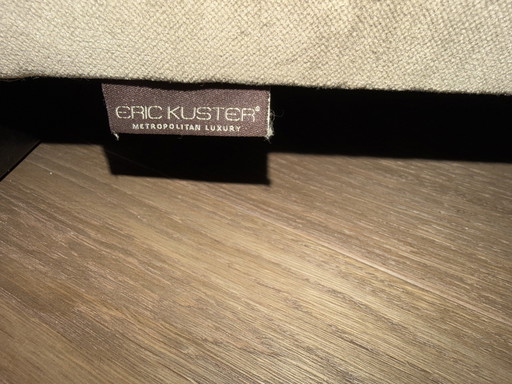 ERIC KUSTER®
METROPOLITAN LUXURY